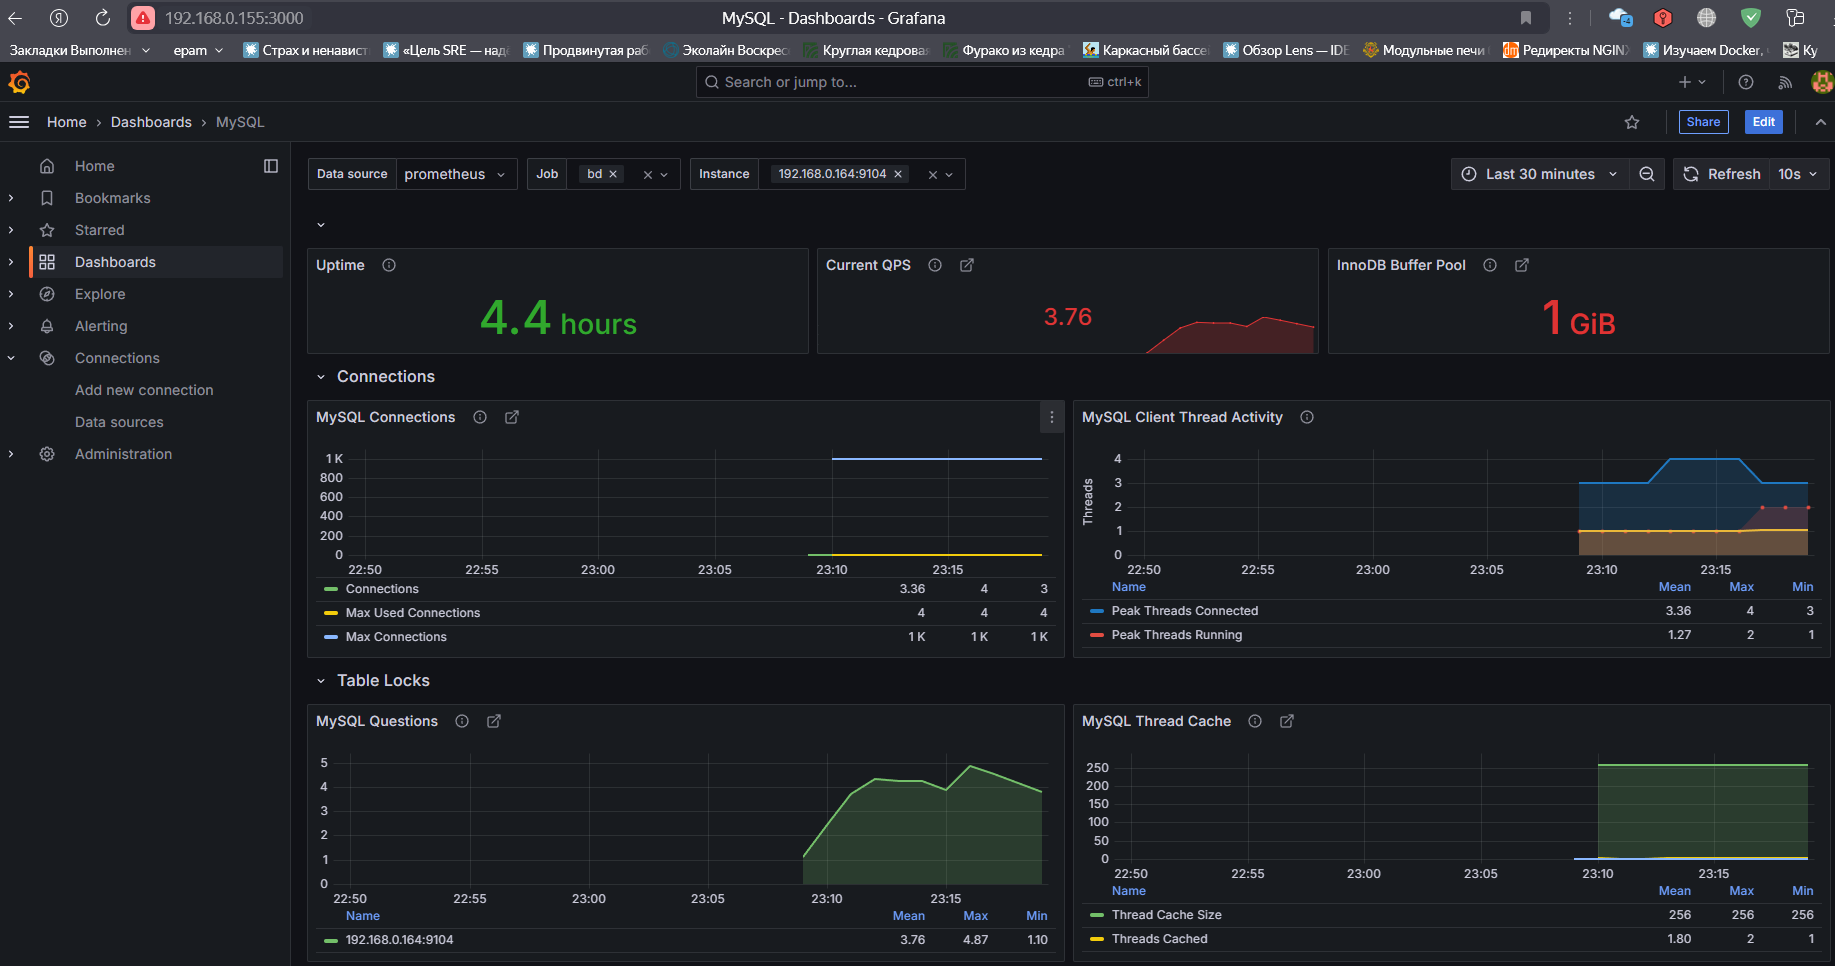 192.168.0.155:3000
MySQL - Dashboards - Grafana
Закладки Выполнен
epam
Страх и ненавист
«Цель SRE — над
Продвинутая раб
Эколайн Воскрес
Круглая кедровая
Фурако из кедра
Каркасный бассе
Обзор Lens — IDE
Модульные печи
Редиректы NGIN
Изучаем Docker,
Ку
Search or jump to...
ctrl+k
Home › Dashboards › MySQL
Share
Edit
Home
Bookmarks
Starred
Dashboards
Explore
Alerting
Connections
Add new connection
Data sources
Administration
Data source prometheus
Job bd
Instance 192.168.0.164:9104
Last 30 minutes
Refresh 10s
Uptime
4.4 hours
Current QPS
3.76
InnoDB Buffer Pool
1 GiB
Connections
MySQL Connections
1 K
800
600
400
200
0
22:50 22:55 23:00 23:05 23:10 23:15
Connections 3.36 4 3
Max Used Connections 4 4 4
Max Connections 1 K 1 K 1 K
MySQL Client Thread Activity
Threads
4
3
2
1
0
22:50 22:55 23:00 23:05 23:10 23:15
Name Mean Max Min
Peak Threads Connected 3.36 4 3
Peak Threads Running 1.27 2 1
Table Locks
MySQL Questions
5
4
3
2
1
0
22:50 22:55 23:00 23:05 23:10 23:15
Name Mean Max Min
192.168.0.164:9104 3.76 4.87 1.10
MySQL Thread Cache
250
200
150
100
50
0
22:50 22:55 23:00 23:05 23:10 23:15
Name Mean Max Min
Thread Cache Size 256 256 256
Threads Cached 1.80 2 1